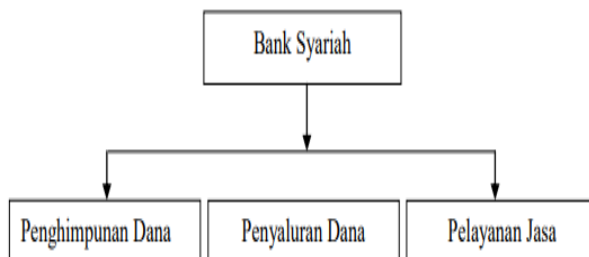 Bank Syariah
Penghimpunan Dana
Penyaluran Dana
Pelayanan Jasa